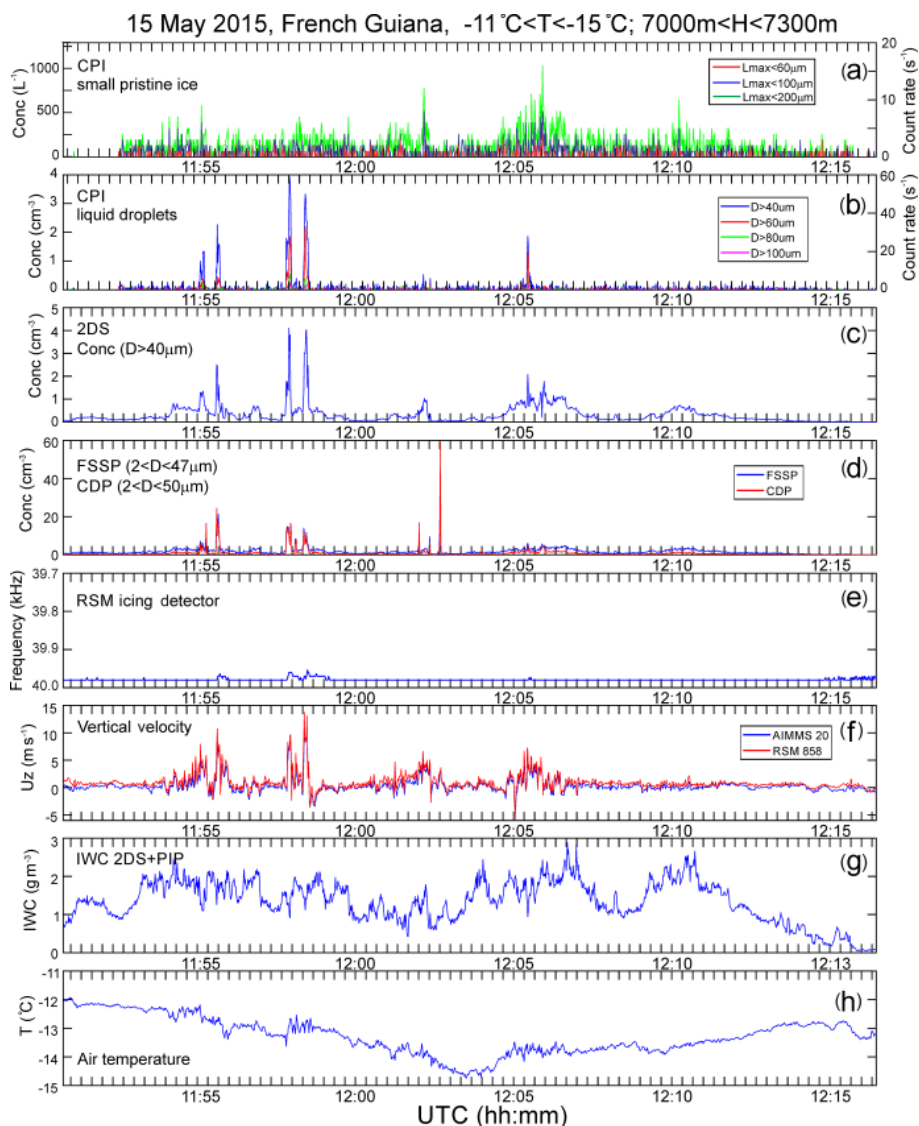 15 May 2015, French Guiana, -11°C<T<-15°C; 7000m<H<7300m
CPI
small pristine ice
(a)
Lmax<60μm
Lmax<100μm
Lmax<200μm
Conc (L⁻¹)
1000
500
0
20
10
0
Count rate (s⁻¹)
11:55 12:00 12:05 12:10 12:15
CPI
liquid droplets
(b)
D>40um
D>60um
D>80um
D>100um
Conc (cm⁻³)
4
3
2
1
0
60
40
20
0
Count rate (s⁻¹)
11:55 12:00 12:05 12:10 12:15
2DS
Conc (D>40μm)
(c)
Conc (cm⁻³)
5
4
3
2
1
0
11:55 12:00 12:05 12:10 12:15
FSSP (2<D<47μm)
CDP (2<D<50μm)
(d)
FSSP
CDP
Conc (cm⁻³)
60
40
20
0
11:55 12:00 12:05 12:10 12:15
RSM icing detector
(e)
Frequency (kHz)
39.7
39.8
39.9
40.0
11:55 12:00 12:05 12:10 12:15
Vertical velocity
(f)
AIMMS 20
RSM 858
Uz (m s⁻¹)
15
10
5
0
-5
11:55 12:00 12:05 12:10 12:15
IWC 2DS+PIP
(g)
IWC (g m⁻³)
3
2
1
0
11:55 12:00 12:05 12:10 12:13
(h)
T (°C)
-11
-12
-13
-14
-15
Air temperature
11:55 12:00 12:05 12:10 12:15
UTC (hh:mm)